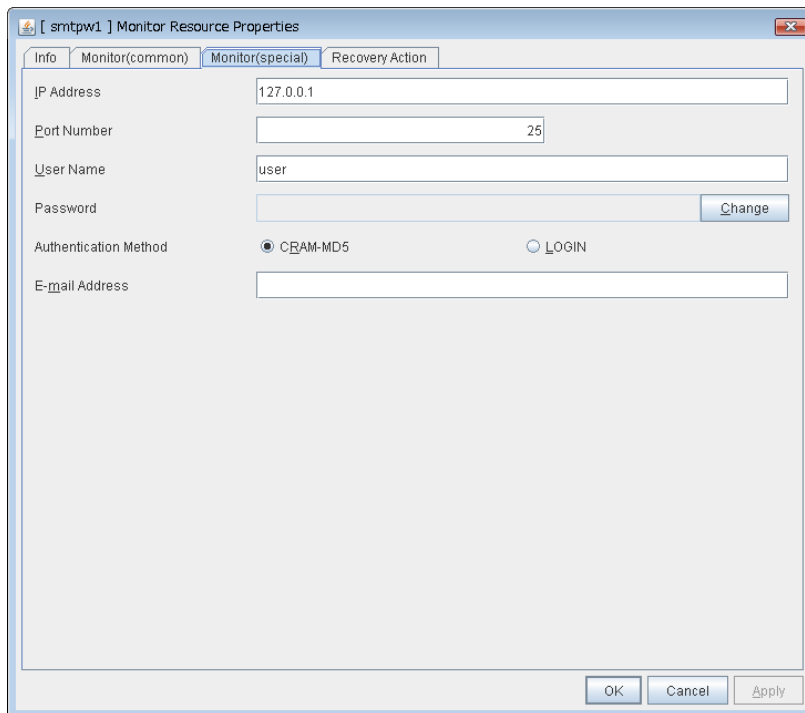 [ smtpw1 ] Monitor Resource Properties
Info Monitor(common) Monitor(special) Recovery Action
IP Address 127.0.0.1
Port Number 25
User Name user
Password Change
Authentication Method CRAM-MD5 LOGIN
E-mail Address
OK Cancel Apply